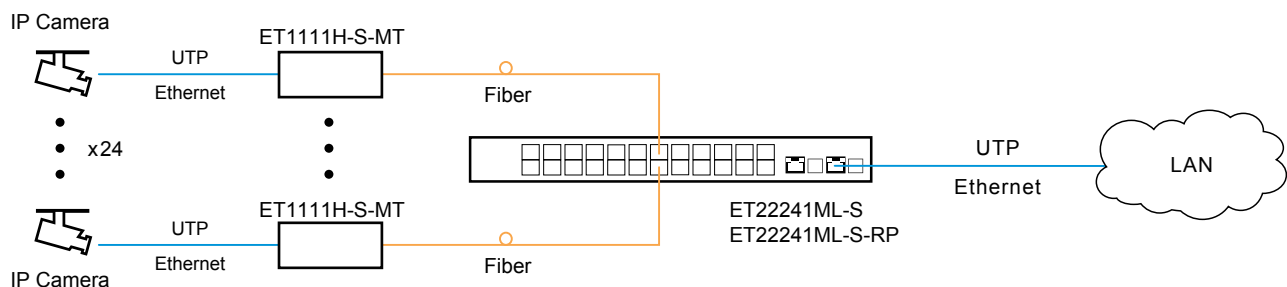 IP Camera
UTP
Ethernet
ET1111H-S-MT
Fiber
x24
UTP
Ethernet
LAN
ET22241ML-S
ET22241ML-S-RP
ET1111H-S-MT
UTP
Ethernet
Fiber
IP Camera